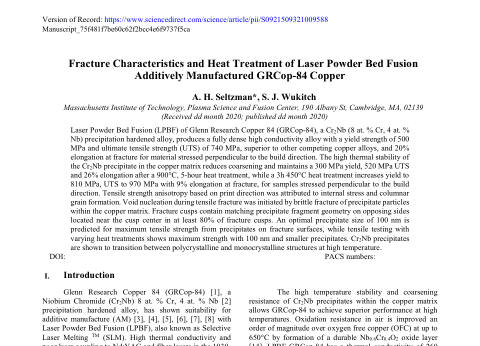 Version of Record: https://www.sciencedirect.com/science/article/pii/S0921509321009588
Manuscript_75f481f7be60c62f2bcc4e6f9737f5ca
Fracture Characteristics and Heat Treatment of Laser Powder Bed Fusion
Additively Manufactured GRCop-84 Copper
A. H. Seltzman*, S. J. Wukitch
Massachusetts Institute of Technology, Plasma Science and Fusion Center, 190 Albany St, Cambridge, MA, 02139
(Received dd month 2020; published dd month 2020)
Laser Powder Bed Fusion (LPBF) of Glenn Research Copper 84 (GRCop-84), a Cr₂Nb (8 at. % Cr, 4 at. %
Nb) precipitation hardened alloy, produces a fully dense high conductivity alloy with a yield strength of 500
MPa and ultimate tensile strength (UTS) of 740 MPa, superior to other competing copper alloys, and 20%
elongation at fracture for material stressed perpendicular to the build direction. The high thermal stability of
the Cr₂Nb precipitate in the copper matrix reduces coarsening and maintains a 300 MPa yield, 520 MPa UTS
and 26% elongation after a 900°C, 5-hour heat treatment, while a 3h 450°C heat treatment increases yield to
810 MPa, UTS to 970 MPa with 9% elongation at fracture, for samples stressed perpendicular to the build
direction. Tensile strength anisotropy based on print direction was attributed to internal stress and columnar
grain formation. Void nucleation during tensile fracture was initiated by brittle fracture of precipitate particles
within the copper matrix. Fracture cusps contain matching precipitate fragment geometry on opposing sides
located near the cusp center in at least 80% of fracture cusps. An optimal precipitate size of 100 nm is
predicted for maximum tensile strength from precipitates on fracture surfaces, while tensile testing with
varying heat treatments shows maximum strength with 100 nm and smaller precipitates. Cr₂Nb precipitates
are shown to transition between polycrystalline and monocrystalline structures at high temperature.
DOI: PACS numbers:
I. Introduction
Glenn Research Copper 84 (GRCop-84) [1], a
Niobium Chromide (Cr₂Nb) 8 at. % Cr, 4 at. % Nb [2]
precipitation hardened alloy, has shown suitability for
additive manufacture (AM) [3], [4], [5], [6], [7], [8] with
Laser Powder Bed Fusion (LPBF), also known as Selective
Laser Melting ™ (SLM). High thermal conductivity and
The high temperature stability and coarsening
resistance of Cr₂Nb precipitates within the copper matrix
allows GRCop-84 to achieve superior performance at high
temperatures. Oxidation resistance in air is improved an
order of magnitude over oxygen free copper (OFC) at up to
650°C by formation of a durable Nb₀.₆Cr₀.₄O₂ oxide layer